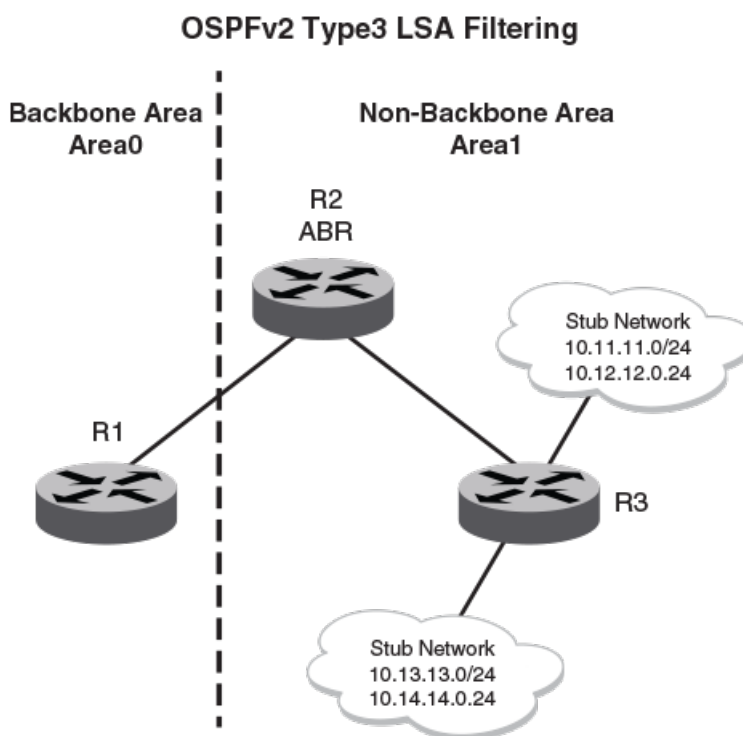 OSPFv2 Type3 LSA Filtering
Backbone Area
Area0
Non-Backbone Area
Area1
R2
ABR
Stub Network
10.11.11.0/24
10.12.12.0.24
R1
R3
Stub Network
10.13.13.0/24
10.14.14.0.24